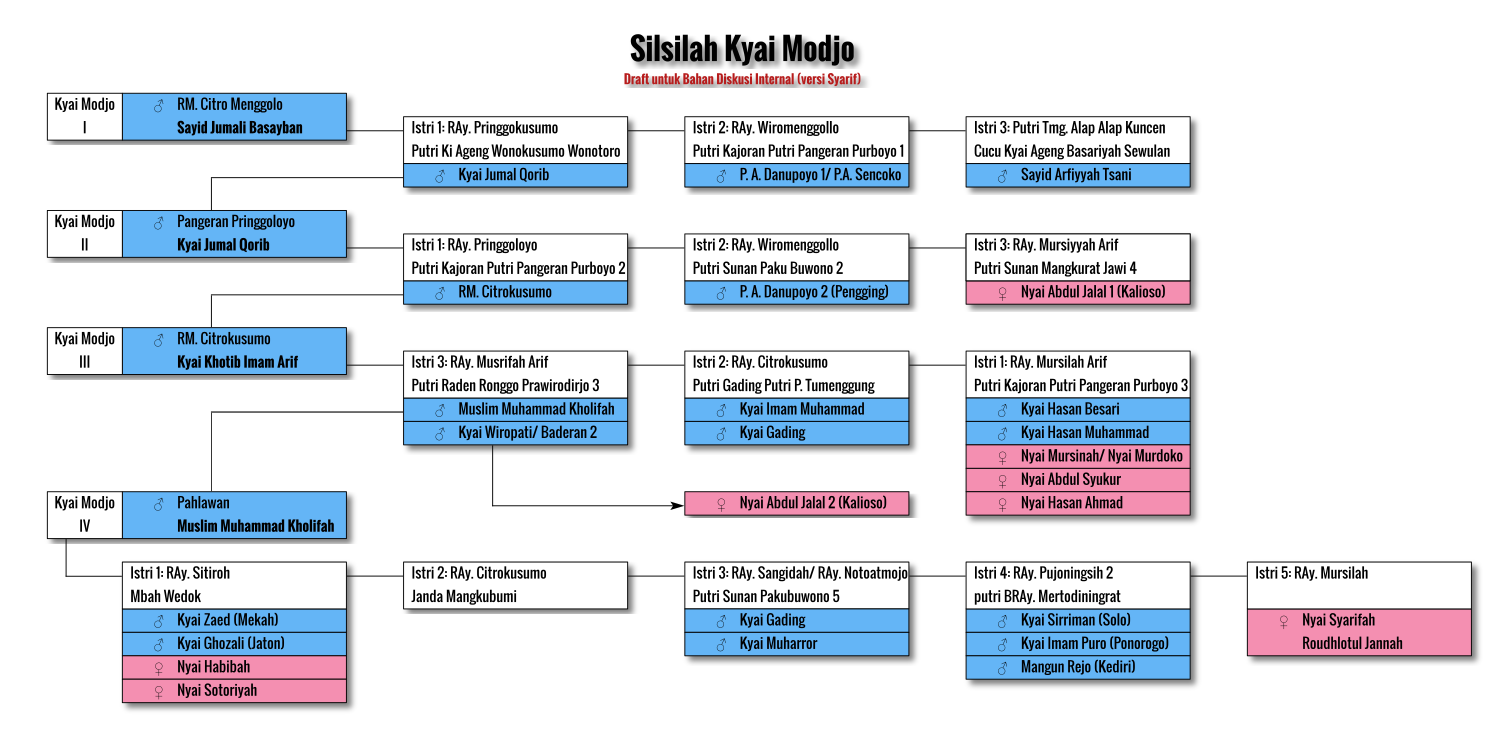 Silsilah Kyai Modjo
Draft untuk Bahan Diskusi Internal (versi Syarif)
Kyai Modjo
I
♂ RM. Citro Menggolo
Sayid Jumali Basayban
Istri 1: RAy. Pringgokusumo
Putri Ki Ageng Wonokusumo Wonotoro
♂ Kyai Jumal Qorib
Istri 2: RAy. Wiromenggollo
Putri Kajoran Putri Pangeran Purboyo 1
♂ P. A. Danupoyo 1/ P.A. Sencoko
Istri 3: Putri Tmg. Alap Alap Kuncen
Cucu Kyai Ageng Basariyah Sewulan
♂ Sayid Arfiyyah Tsani
Kyai Modjo
II
♂ Pangeran Pringgoloyo
Kyai Jumal Qorib
Istri 1: RAy. Pringgoloyo
Putri Kajoran Putri Pangeran Purboyo 2
♂ RM. Citrokusumo
Istri 2: RAy. Wiromenggollo
Putri Sunan Paku Buwono 2
♂ P. A. Danupoyo 2 (Pengging)
Istri 3: RAy. Mursiyyah Arif
Putri Sunan Mangkurat Jawi 4
♀ Nyai Abdul Jalal 1 (Kalioso)
Kyai Modjo
III
♂ RM. Citrokusumo
Kyai Khotib Imam Arif
Istri 3: RAy. Musrifah Arif
Putri Raden Ronggo Prawirodirjo 3
♂ Muslim Muhammad Kholifah
♂ Kyai Wiropati/ Baderan 2
Istri 2: RAy. Citrokusumo
Putri Gading Putri P. Tumenggung
♂ Kyai Imam Muhammad
♂ Kyai Gading
Istri 1: RAy. Mursilah Arif
Putri Kajoran Putri Pangeran Purboyo 3
♂ Kyai Hasan Besari
♂ Kyai Hasan Muhammad
♀ Nyai Mursinah/ Nyai Murdoko
♀ Nyai Abdul Syukur
♀ Nyai Hasan Ahmad
♀ Nyai Abdul Jalal 2 (Kalioso)
Kyai Modjo
IV
♂ Pahlawan
Muslim Muhammad Kholifah
Istri 1: RAy. Sitiroh
Mbah Wedok
♂ Kyai Zaed (Mekah)
♂ Kyai Ghozali (Jaton)
♀ Nyai Habibah
♀ Nyai Sotoriyah
Istri 2: RAy. Citrokusumo
Janda Mangkubumi
Istri 3: RAy. Sangidah/ RAy. Notoatmojo
Putri Sunan Pakubuwono 5
♂ Kyai Gading
♂ Kyai Muharror
Istri 4: RAy. Pujoningsih 2
putri BRAy. Mertodiningrat
♂ Kyai Sirriman (Solo)
♂ Kyai Imam Puro (Ponorogo)
♂ Mangun Rejo (Kediri)
Istri 5: RAy. Mursilah
♀ Nyai Syarifah
Roudhlotul Jannah